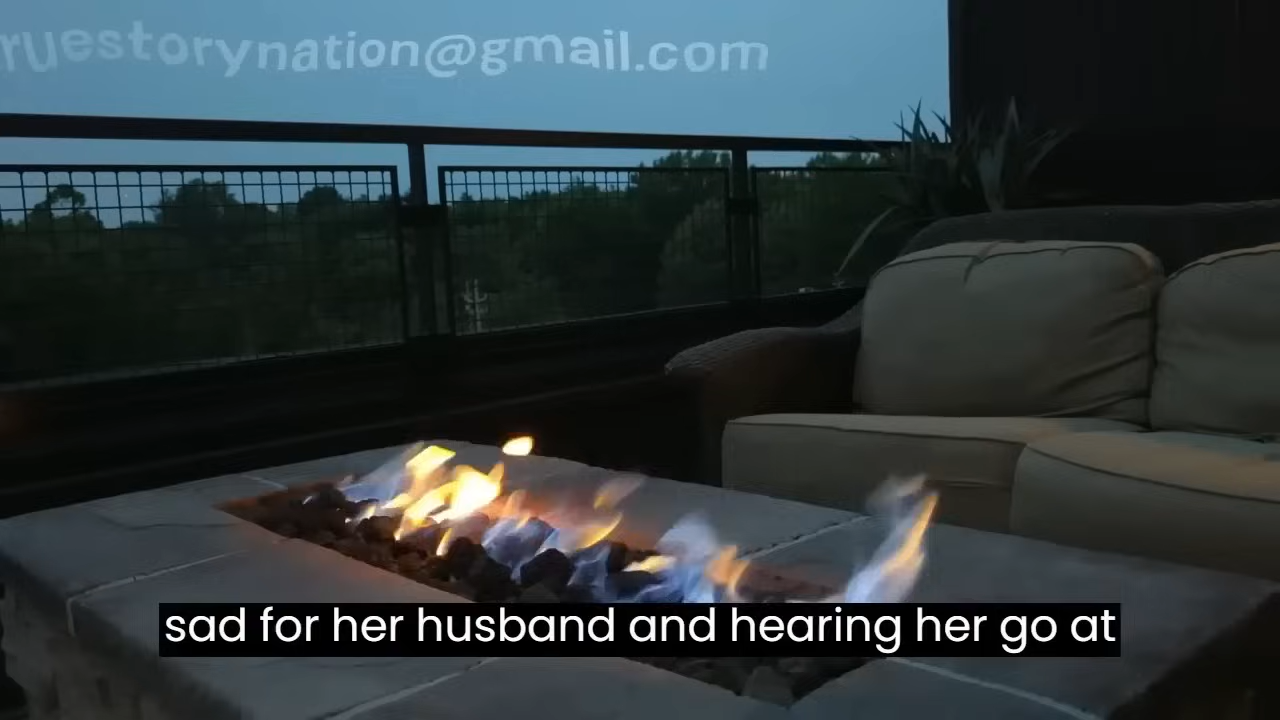 ruestorynation@gmail.com
sad for her husband and hearing her go at